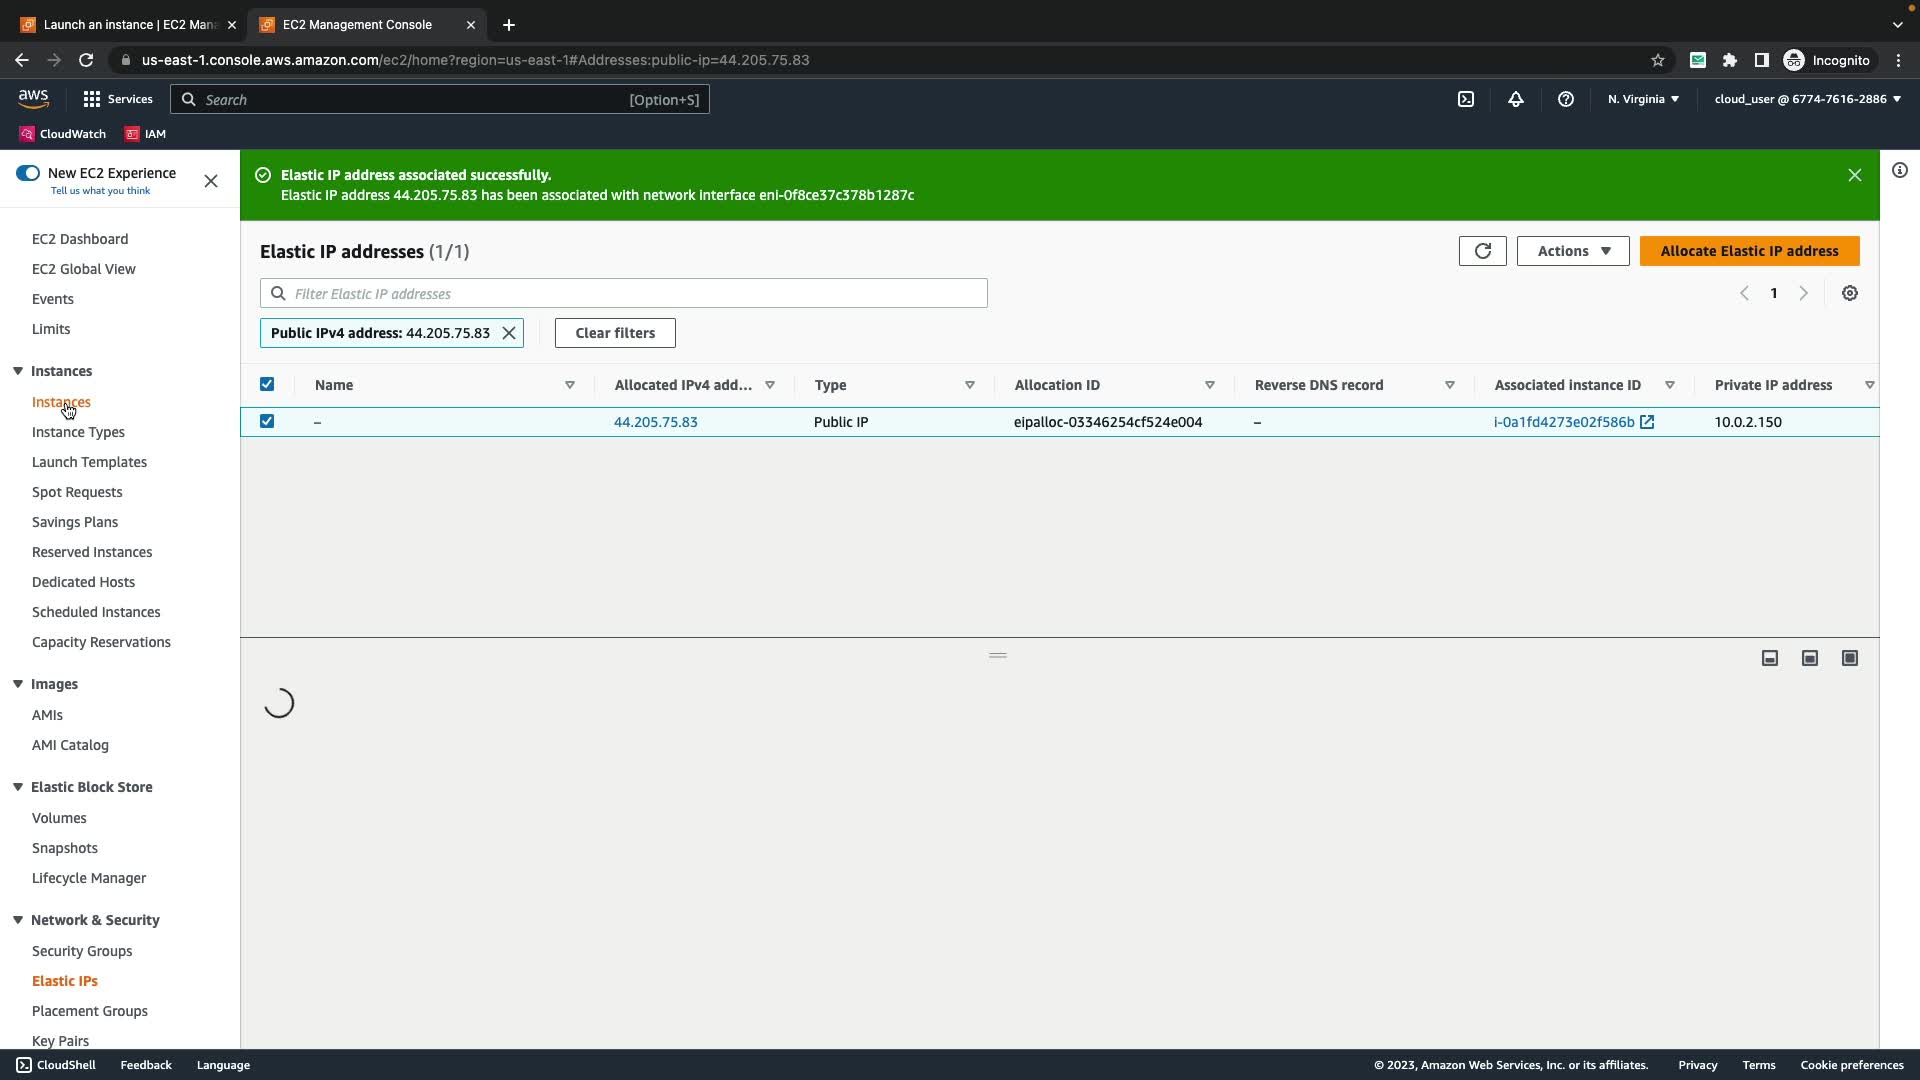 Launch an instance | EC2 Mana
EC2 Management Console
us-east-1.console.aws.amazon.com/ec2/home?region=us-east-1#Addresses:public-ip=44.205.75.83
Incognito
aws
Services
Search
[Option+S]
N. Virginia
cloud_user @ 6774-7616-2886
CloudWatch
IAM
New EC2 Experience
Tell us what you think
EC2 Dashboard
EC2 Global View
Events
Limits
Instances
Instances
Instance Types
Launch Templates
Spot Requests
Savings Plans
Reserved Instances
Dedicated Hosts
Scheduled Instances
Capacity Reservations
Images
AMIs
AMI Catalog
Elastic Block Store
Volumes
Snapshots
Lifecycle Manager
Network & Security
Security Groups
Elastic IPs
Placement Groups
Key Pairs
Elastic IP address associated successfully.
Elastic IP address 44.205.75.83 has been associated with network interface eni-0f8ce37c378b1287c
Elastic IP addresses (1/1)
Actions
Allocate Elastic IP address
Filter Elastic IP addresses
1
Public IPv4 address: 44.205.75.83
Clear filters
Name
Allocated IPv4 add...
Type
Allocation ID
Reverse DNS record
Associated instance ID
Private IP address
–
44.205.75.83
Public IP
eipalloc-03346254cf524e004
–
i-0a1fd4273e02f586b
10.0.2.150
CloudShell
Feedback
Language
© 2023, Amazon Web Services, Inc. or its affiliates.
Privacy
Terms
Cookie preferences